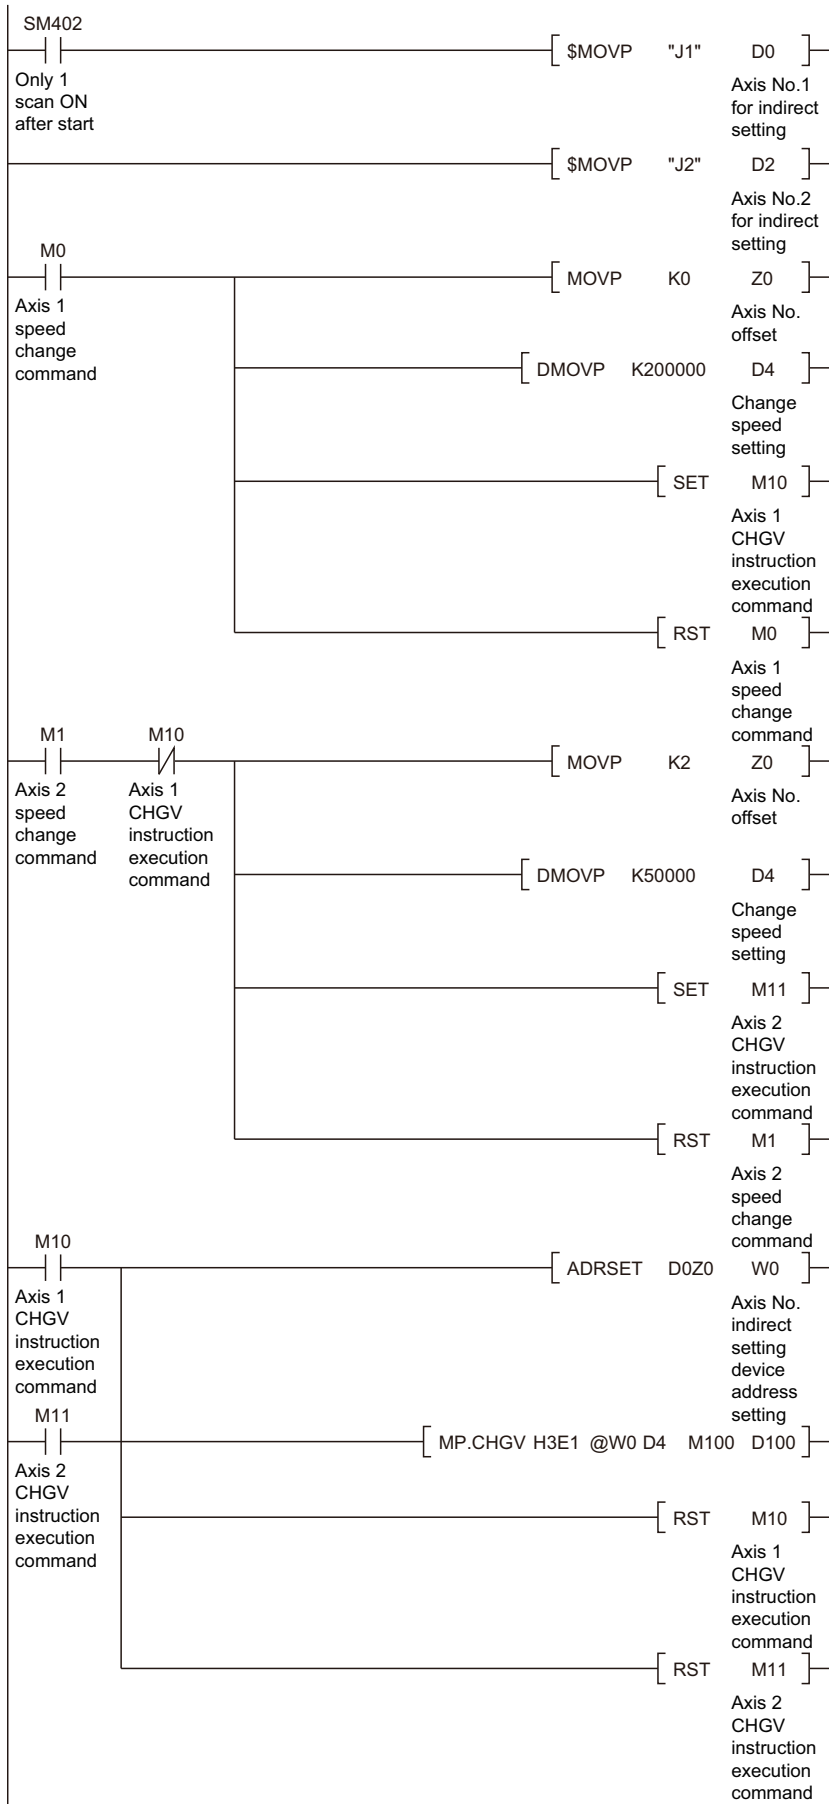 SM402
$MOVP "J1" D0
Only 1
scan ON
after start
Axis No.1
for indirect
setting
$MOVP "J2" D2
Axis No.2
for indirect
setting
M0
MOVP K0 Z0
Axis 1
speed
change
command
Axis No.
offset
DMOVP K200000 D4
Change
speed
setting
SET M10
Axis 1
CHGV
instruction
execution
command
RST M0
Axis 1
speed
change
command
M1 M10
MOVP K2 Z0
Axis 2
speed
change
command
Axis 1
CHGV
instruction
execution
command
Axis No.
offset
DMOVP K50000 D4
Change
speed
setting
SET M11
Axis 2
CHGV
instruction
execution
command
RST M1
Axis 2
speed
change
command
M10
ADRSET D0Z0 W0
Axis 1
CHGV
instruction
execution
command
Axis No.
indirect
setting
device
address
setting
M11
MP.CHGV H3E1 @W0 D4 M100 D100
Axis 2
CHGV
instruction
execution
command
RST M10
Axis 1
CHGV
instruction
execution
command
RST M11
Axis 2
CHGV
instruction
execution
command